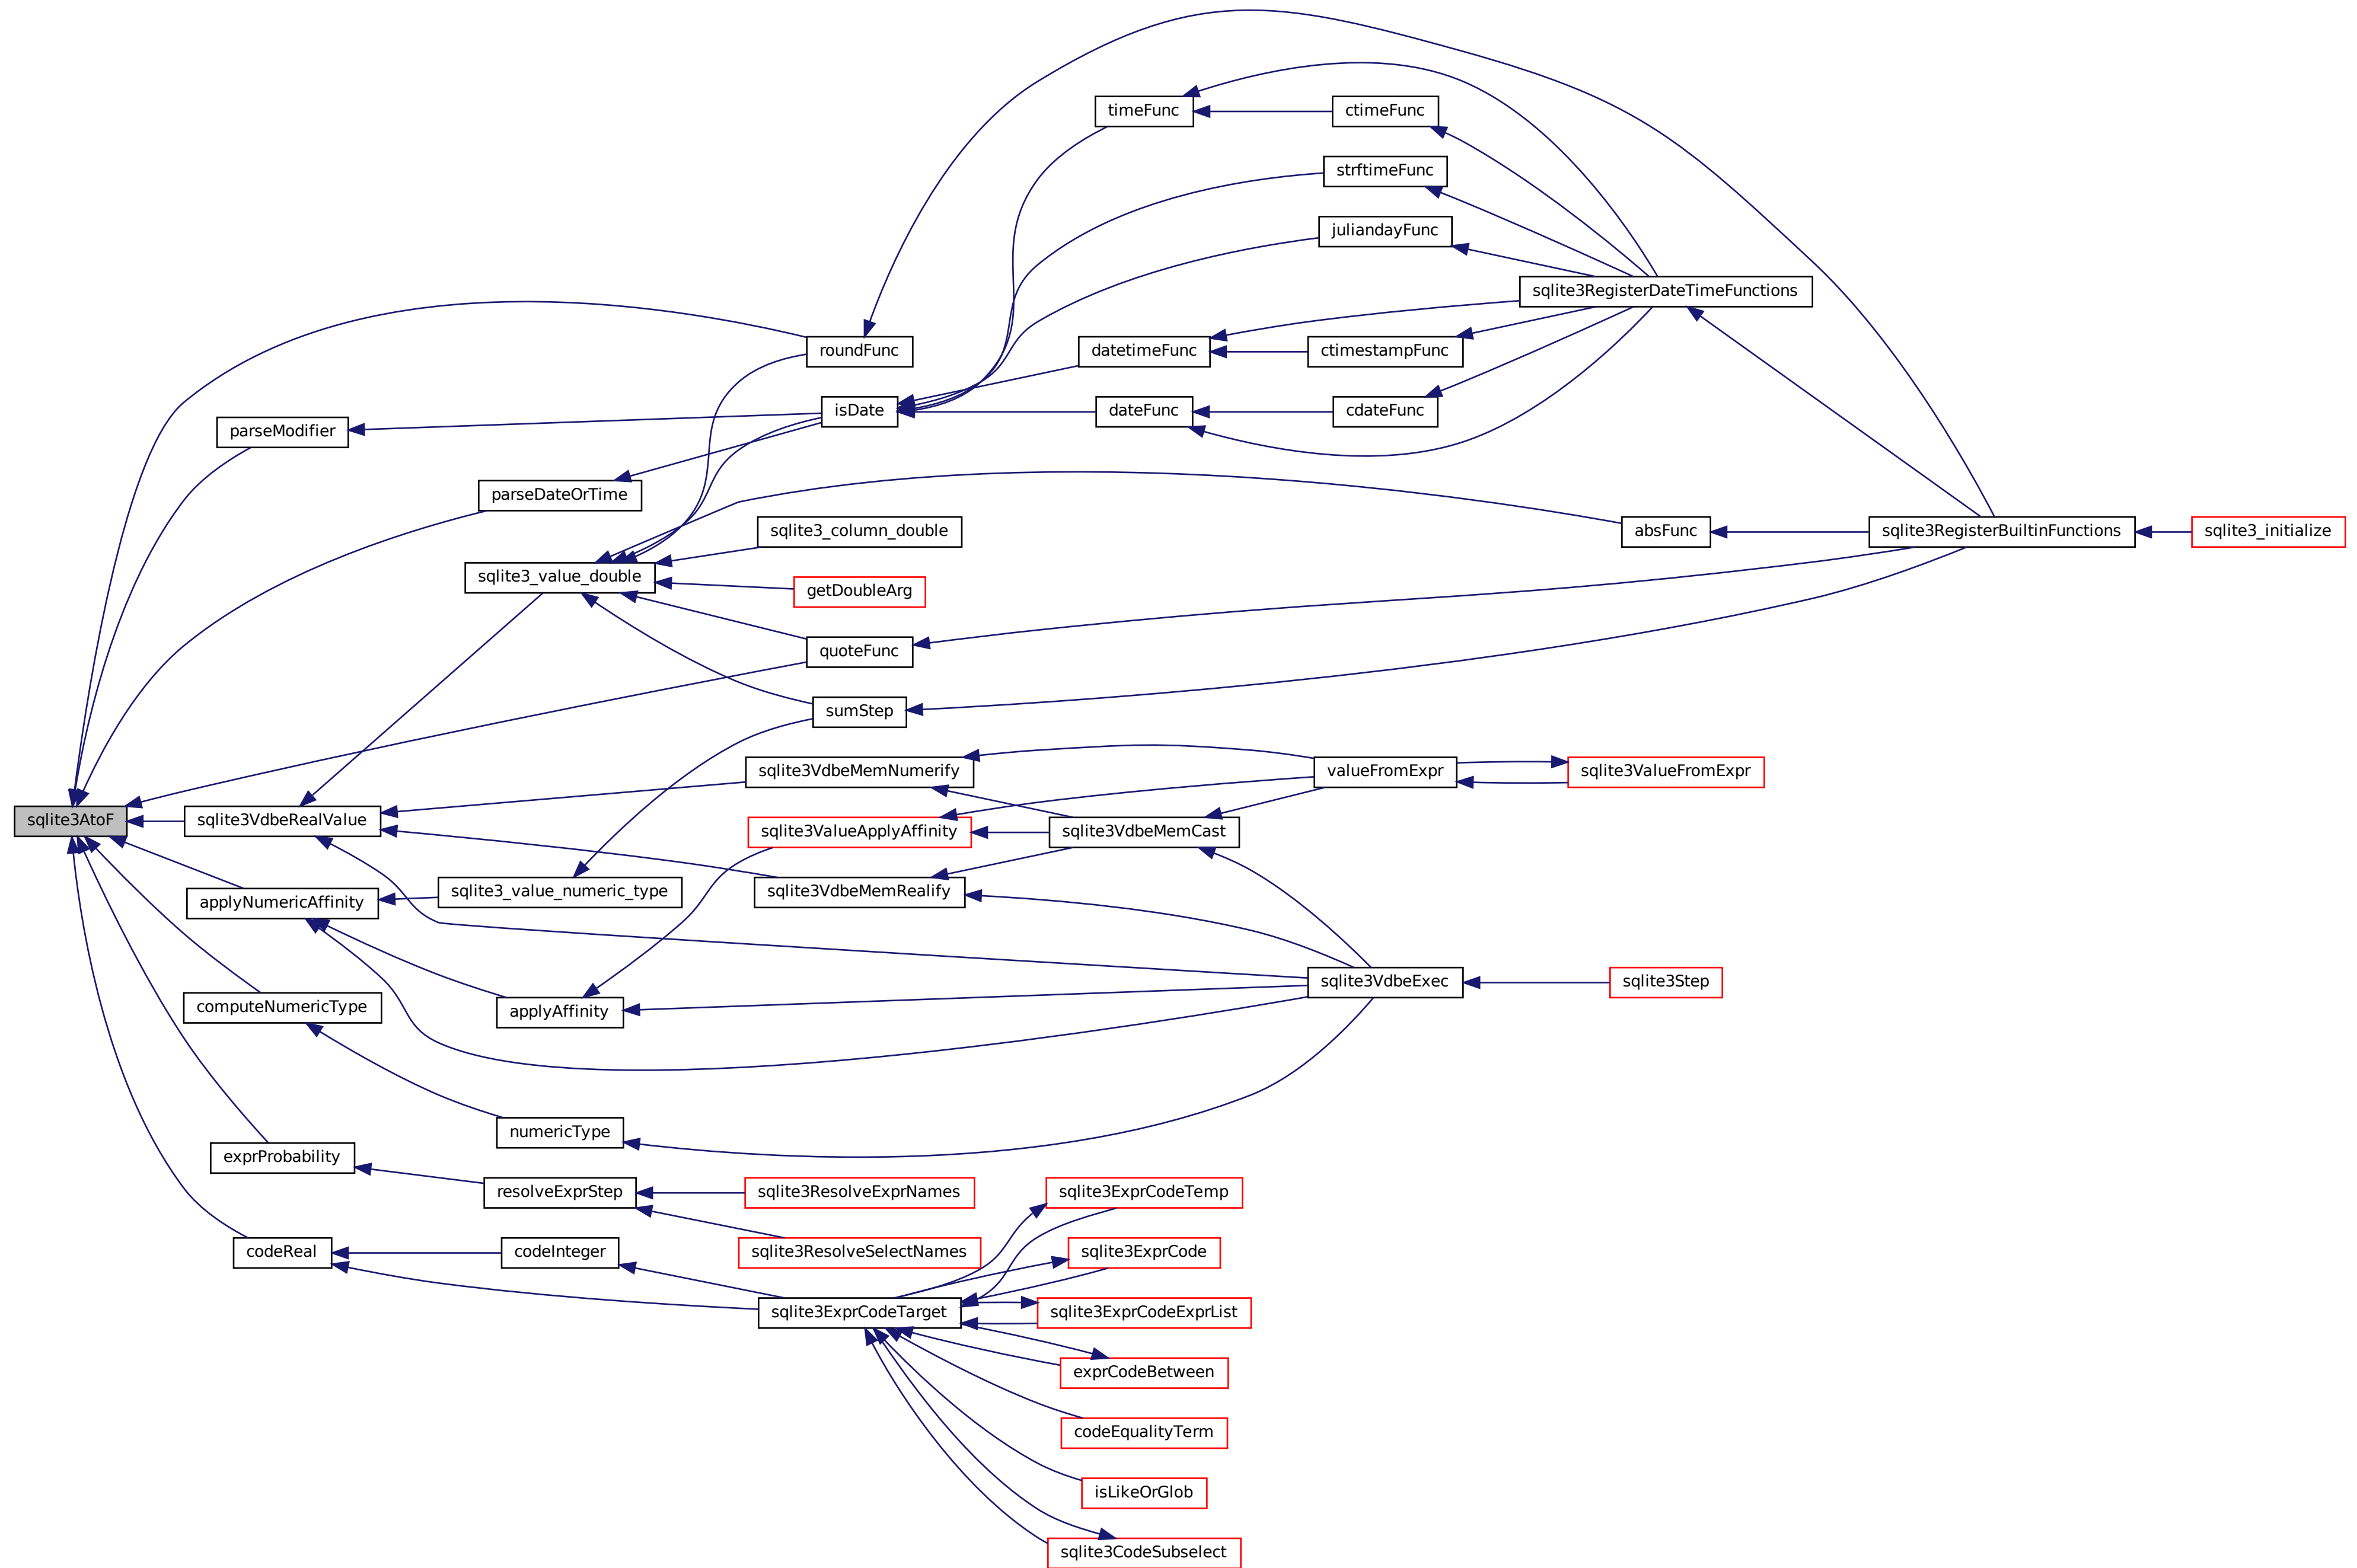 timeFunc
ctimeFunc
strftimeFunc
juliandayFunc
sqlite3RegisterDateTimeFunctions
roundFunc
datetimeFunc
ctimestampFunc
parseModifier
isDate
dateFunc
cdateFunc
parseDateOrTime
sqlite3_column_double
absFunc
sqlite3RegisterBuiltinFunctions
sqlite3_initialize
sqlite3_value_double
getDoubleArg
quoteFunc
sumStep
sqlite3VdbeMemNumerify
valueFromExpr
sqlite3ValueFromExpr
sqlite3AtoF
sqlite3VdbeRealValue
sqlite3ValueApplyAffinity
sqlite3VdbeMemCast
applyNumericAffinity
sqlite3_value_numeric_type
sqlite3VdbeMemRealify
computeNumericType
applyAffinity
sqlite3VdbeExec
sqlite3Step
numericType
exprProbability
resolveExprStep
sqlite3ResolveExprNames
sqlite3ExprCodeTemp
codeReal
codeInteger
sqlite3ResolveSelectNames
sqlite3ExprCode
sqlite3ExprCodeTarget
sqlite3ExprCodeExprList
exprCodeBetween
codeEqualityTerm
isLikeOrGlob
sqlite3CodeSubselect